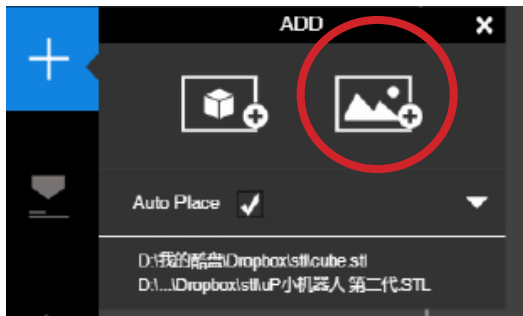 ADD
Auto Place
D:\我的酷盘\Dropbox\stl\cube.stl
D:\...\Dropbox\stl\uP小机器人 第二代.STL